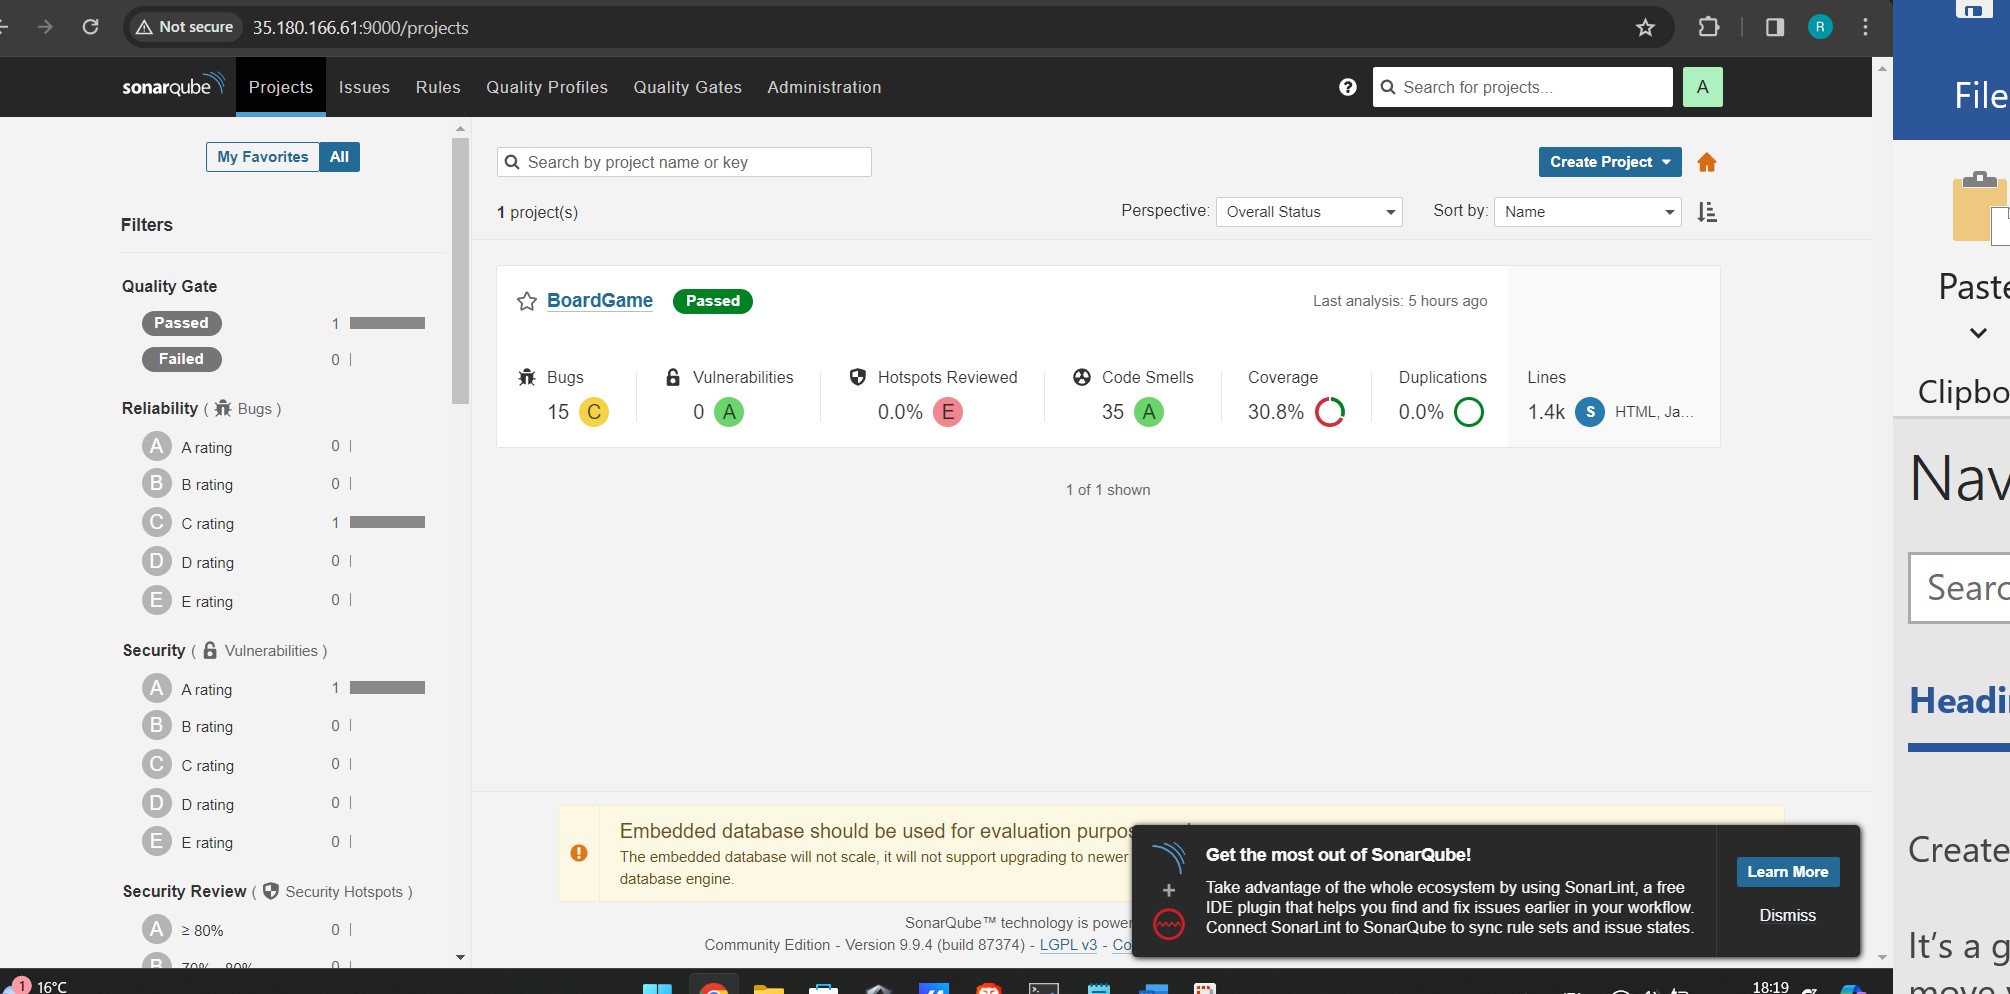 Not secure 35.180.166.61:9000/projects R
sonarqube Projects Issues Rules Quality Profiles Quality Gates Administration Search for projects... A
My Favorites All
Filters
Quality Gate
Passed 1
Failed 0
Reliability ( Bugs )
A A rating 0
B B rating 0
C C rating 1
D D rating 0
E E rating 0
Security ( Vulnerabilities )
A A rating 1
B B rating 0
C C rating 0
D D rating 0
E E rating 0
Security Review ( Security Hotspots )
A ≥ 80% 0
B 70% - 80% 0
Search by project name or key
Create Project
1 project(s)
Perspective: Overall Status Sort by: Name
BoardGame Passed Last analysis: 5 hours ago
Bugs Vulnerabilities Hotspots Reviewed Code Smells Coverage Duplications Lines
15 C 0 A 0.0% E 35 A 30.8% 0.0% 1.4k S HTML, Ja...
1 of 1 shown
Embedded database should be used for evaluation purpos
The embedded database will not scale, it will not support upgrading to newer
database engine.
SonarQube™ technology is power
Community Edition - Version 9.9.4 (build 87374) - LGPL v3 - Co
Get the most out of SonarQube!
Take advantage of the whole ecosystem by using SonarLint, a free
IDE plugin that helps you find and fix issues earlier in your workflow.
Connect SonarLint to SonarQube to sync rule sets and issue states.
Learn More
Dismiss
1 16°C
18:19
File
Paste
Clipbo
Nav
Searc
Headi
Create
It's a g
move